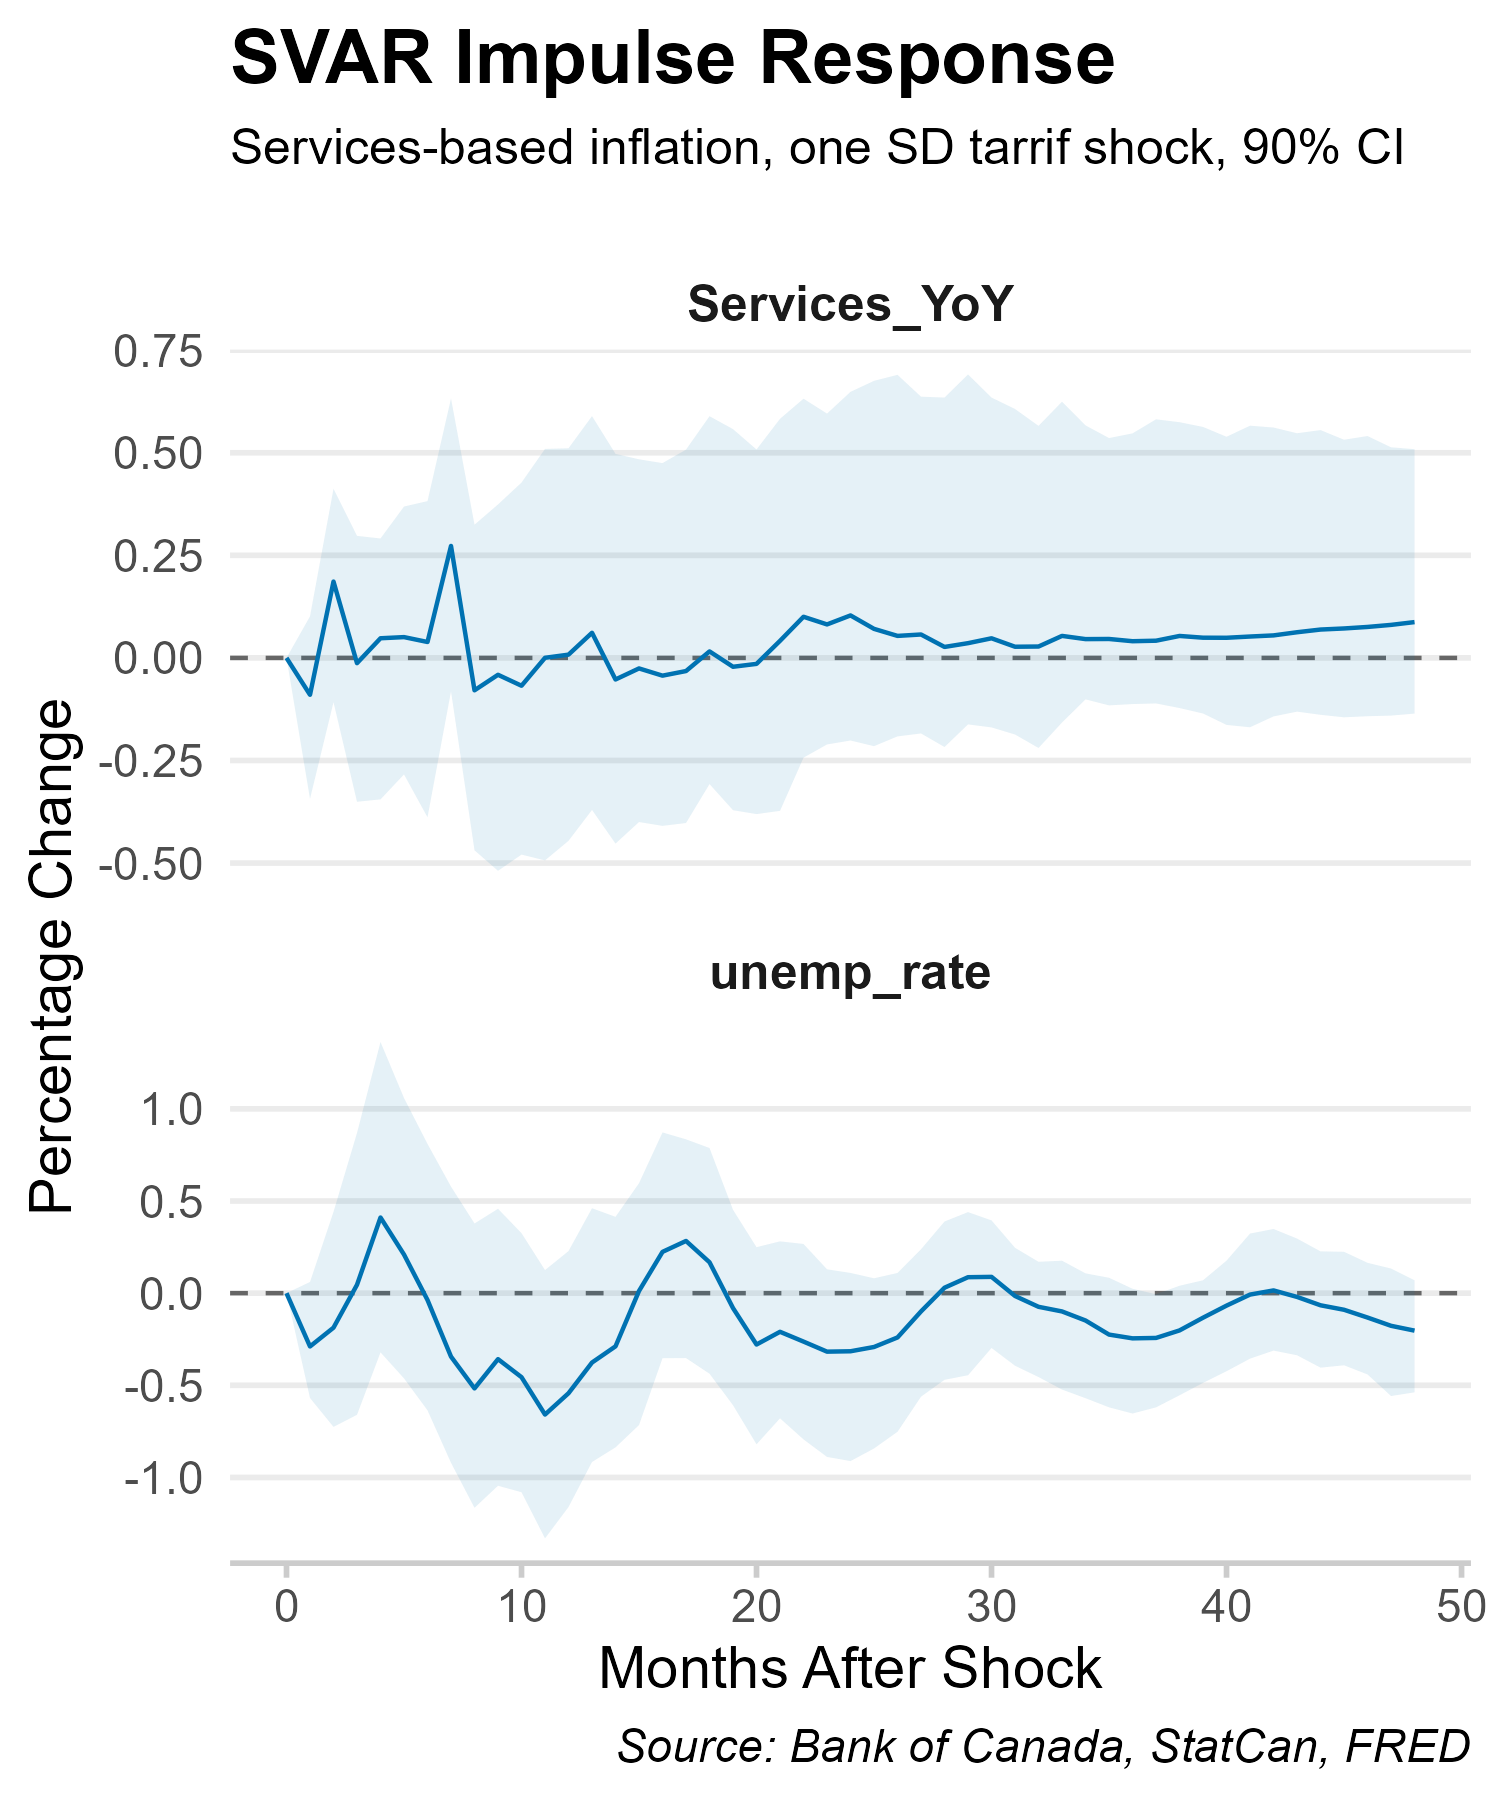 SVAR Impulse Response
Services-based inflation, one SD tarrif shock, 90% CI
Services_YoY
0.75
0.50
0.25
0.00
-0.25
-0.50
Percentage Change
unemp_rate
1.0
0.5
0.0
-0.5
-1.0
0 10 20 30 40 50
Months After Shock
Source: Bank of Canada, StatCan, FRED